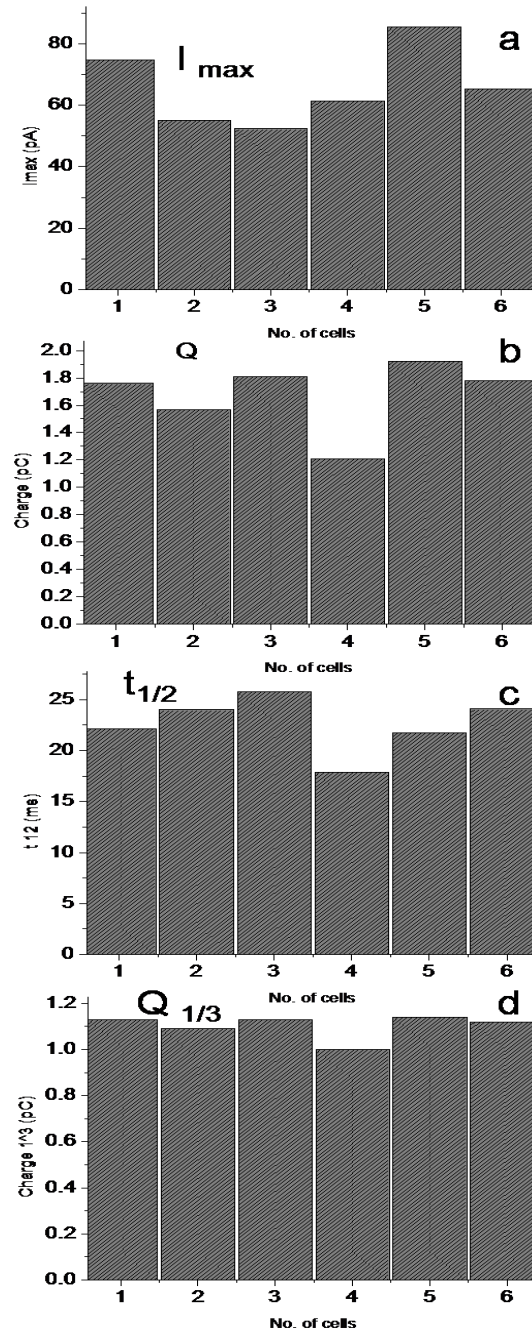 a
I max
80
60
40
20
0
Imax (pA)
1 2 3 4 5 6
No. of cells
b
Q
2.0
1.8
1.6
1.4
1.2
1.0
0.8
0.6
0.4
0.2
0.0
Charge (pC)
1 2 3 4 5 6
No. of cells
c
t1/2
25
20
15
10
5
0
t 12 (ms)
1 2 3 4 5 6
No. of cells
d
Q 1/3
1.2
1.0
0.8
0.6
0.4
0.2
0.0
Charge 1^3 (pC)
1 2 3 4 5 6
No. of cells